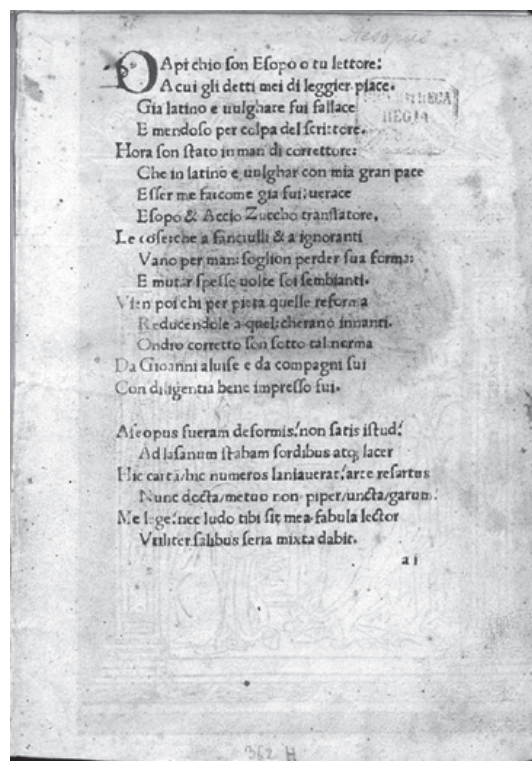 Aesopus
DApi chio ſon Eſopo o tu lettore:
A cui gli detti mei di leggier piace.
Gia latino e uulghare fui fallace
E mendoſo per colpa del ſcrittore.
Hora ſon ſtato in man di correttore:
Che in latino e uulghar con mia gran pace
Eſſer me fa: come gia fui: uerace
Eſopo & Accio Zuccho tranſlatore.
Le coſe: che a fanciulli & a ignoranti
Vano per man: ſoglion perder ſua forma:
E mutar ſpeſſe uolte ſoi ſembianti.
Vien poi chi per pieta quelle reforma
Reducendole a quel: che rano innanti.
Ondio corretto ſon ſotto tal norma
Da Gioanni aluiſe e da compagni ſui
Con diligentia bene impreſſo fui.
Aſeopus fueram deformis: non ſatis iſtud:
Ad laſanum ſtabam ſordibus atq; lacer
Hic carta/hic numeros laniauerat: arte reſartus
Nunc docta/metuo non piper/uncta/garum:
Me lege: nec ludo tibi ſit mea fabula lector
Vtiliter ſalibus ſeria mixta dabit.
a i
REGIA
362 H